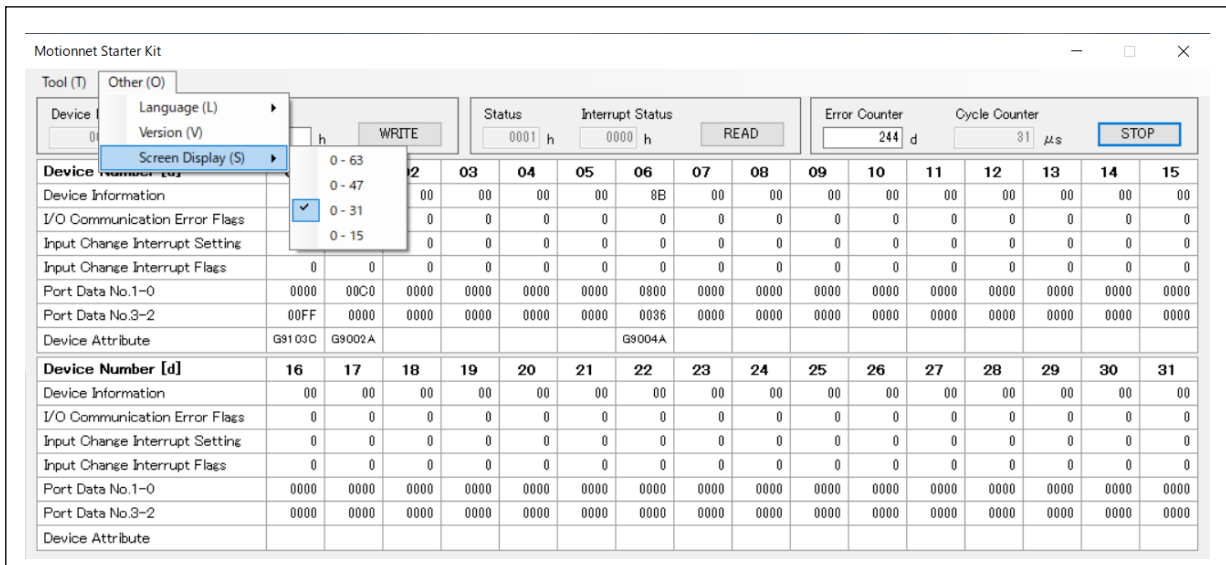 Motionnet Starter Kit
Tool (T) Other (O)
Language (L)
Version (V)
Screen Display (S)
0 - 63
0 - 47
0 - 31
0 - 15
Device
h WRITE
Status Interrupt Status
0001 h 0000 h READ
Error Counter Cycle Counter
244 d 31 μs STOP
03 04 05 06 07 08 09 10 11 12 13 14 15
Device Information 00 00 00 00 8B 00 00 00 00 00 00 00 00 00
I/O Communication Error Flags 0 0 0 0 0 0 0 0 0 0 0 0 0 0
Input Change Interrupt Setting 0 0 0 0 0 0 0 0 0 0 0 0 0 0
Input Change Interrupt Flags 0 0 0 0 0 0 0 0 0 0 0 0 0 0 0 0
Port Data No.1-0 0000 00C0 0000 0000 0000 0000 0800 0000 0000 0000 0000 0000 0000 0000 0000 0000
Port Data No.3-2 00FF 0000 0000 0000 0000 0000 0036 0000 0000 0000 0000 0000 0000 0000 0000 0000
Device Attribute G9103C G9002A G9004A
Device Number [d] 16 17 18 19 20 21 22 23 24 25 26 27 28 29 30 31
Device Information 00 00 00 00 00 00 00 00 00 00 00 00 00 00 00 00
I/O Communication Error Flags 0 0 0 0 0 0 0 0 0 0 0 0 0 0 0 0
Input Change Interrupt Setting 0 0 0 0 0 0 0 0 0 0 0 0 0 0 0 0
Input Change Interrupt Flags 0 0 0 0 0 0 0 0 0 0 0 0 0 0 0 0
Port Data No.1-0 0000 0000 0000 0000 0000 0000 0000 0000 0000 0000 0000 0000 0000 0000 0000 0000
Port Data No.3-2 0000 0000 0000 0000 0000 0000 0000 0000 0000 0000 0000 0000 0000 0000 0000 0000
Device Attribute